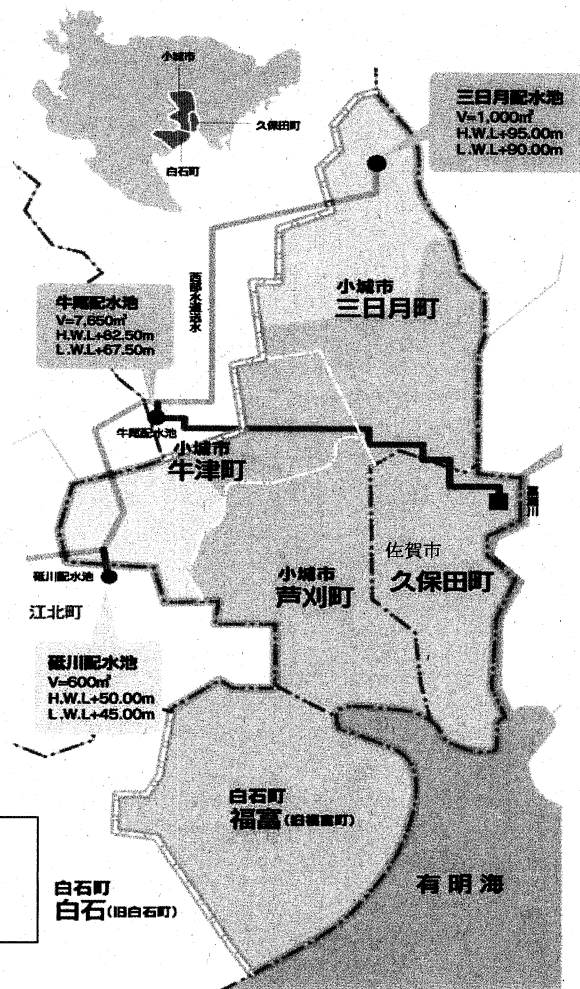 小城市
久保田町
白石町
三日月配水池
V=1,000㎥
H.W.L+95.00m
L.W.L+90.00m
西部水道企業
小城市
三日月町
牛尾配水池
V=7,650㎥
H.W.L+82.50m
L.W.L+67.50m
牛尾配水池
小城市
牛津町
佐賀市
久保田町
小城市
芦刈町
砥川配水池
江北町
砥川配水池
V=600㎥
H.W.L+50.00m
L.W.L+45.00m
白石町
福富(旧福富町)
有明海
白石町
白石(旧白石町)